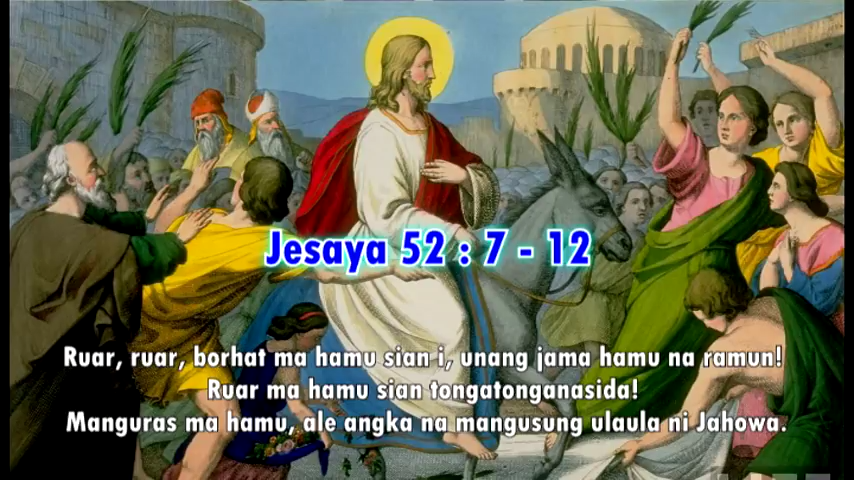 Jesaya 52 : 7 - 12
Ruar, ruar, borhat ma hamu sian i, unang jama hamu na ramun!
Ruar ma hamu sian tongatonganasida!
Manguras ma hamu, ale angka na mangusung ulaula ni Jahowa.